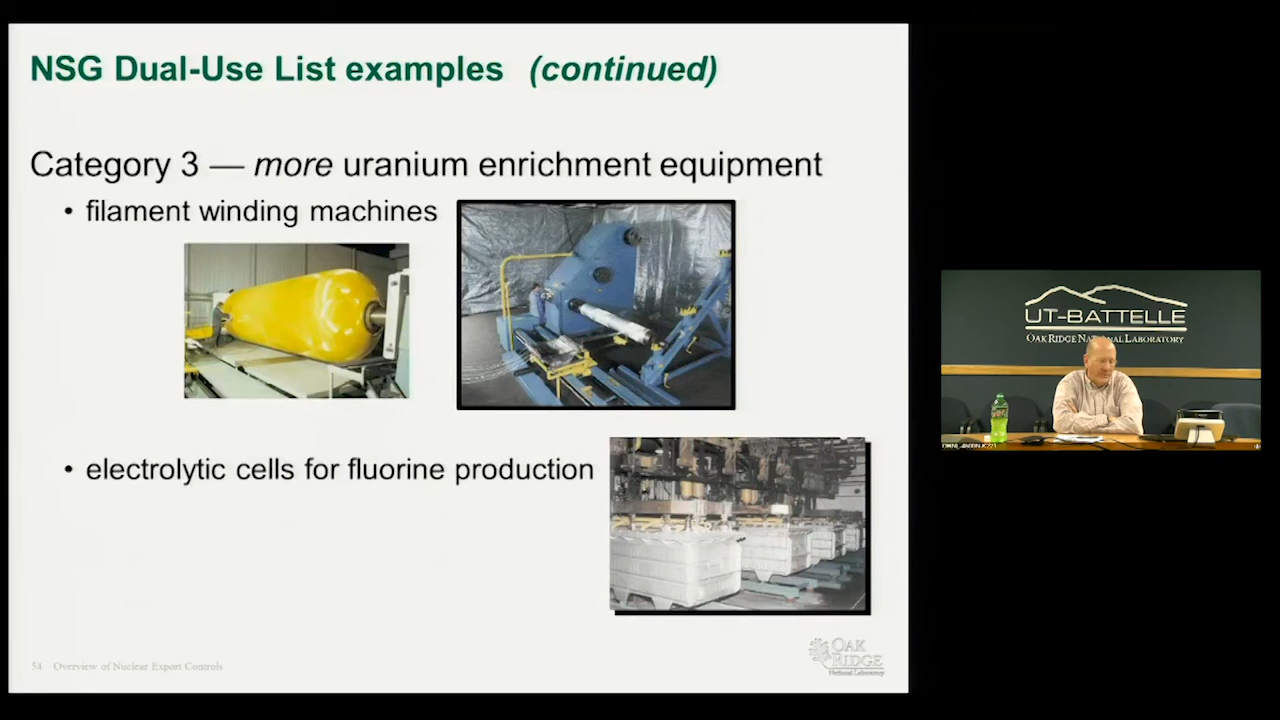 NSG Dual-Use List examples (continued)
Category 3 — more uranium enrichment equipment
• filament winding machines
• electrolytic cells for fluorine production
54 Overview of Nuclear Export Controls
OAK
RIDGE
National Laboratory
UT-BATTELLE
OAK RIDGE NATIONAL LABORATORY